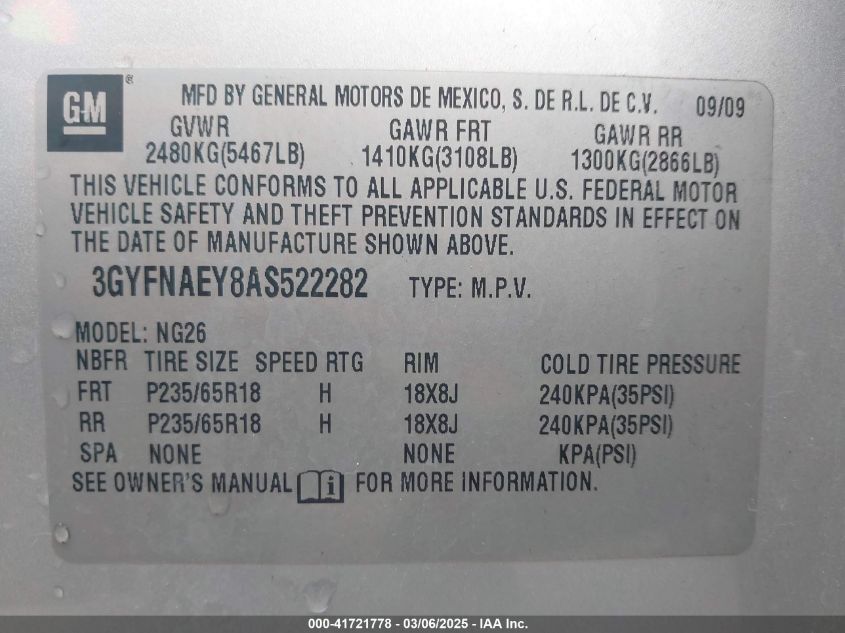 GM ®
MFD BY GENERAL MOTORS DE MEXICO, S. DE R.L. DE C.V. 09/09
GVWR GAWR FRT GAWR RR
2480KG(5467LB) 1410KG(3108LB) 1300KG(2866LB)
THIS VEHICLE CONFORMS TO ALL APPLICABLE U.S. FEDERAL MOTOR
VEHICLE SAFETY AND THEFT PREVENTION STANDARDS IN EFFECT ON
THE DATE OF MANUFACTURE SHOWN ABOVE.
3GYFNAEY8AS522282 TYPE: M.P.V.
MODEL: NG26
NBFR TIRE SIZE SPEED RTG RIM COLD TIRE PRESSURE
FRT P235/65R18 H 18X8J 240KPA(35PSI)
RR P235/65R18 H 18X8J 240KPA(35PSI)
SPA NONE NONE KPA(PSI)
SEE OWNER'S MANUAL i FOR MORE INFORMATION.
000-41721778 - 03/06/2025 - IAA Inc.